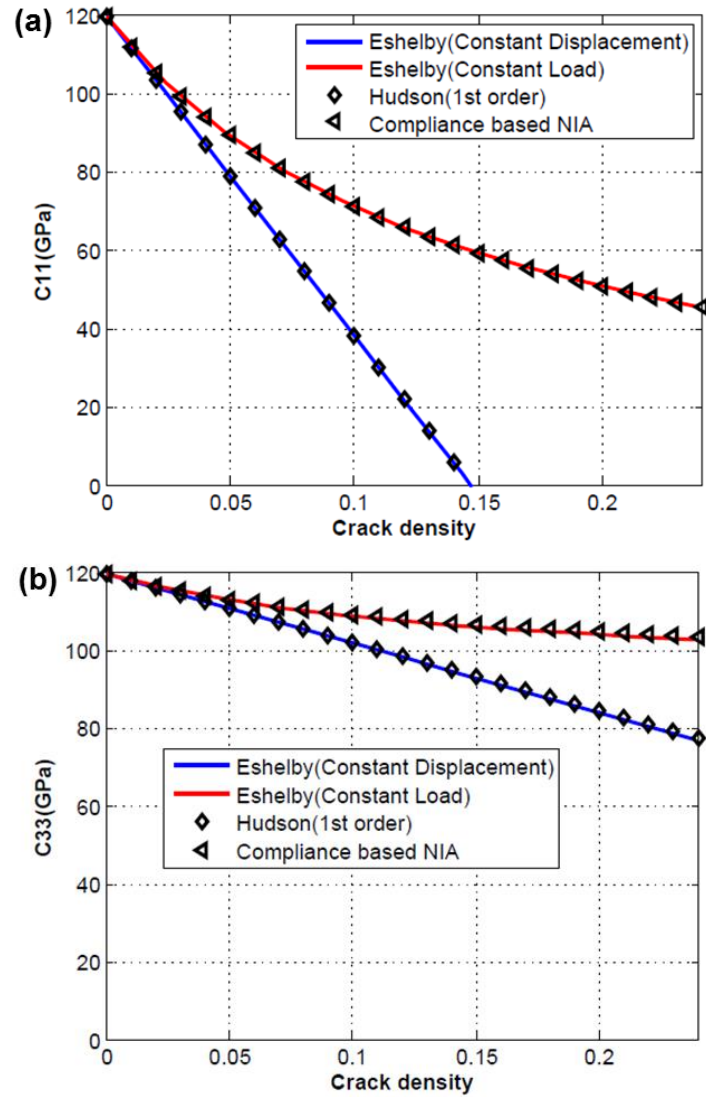 (a)
120
100
80
60
40
20
0
C11(GPa)
Eshelby(Constant Displacement)
Eshelby(Constant Load)
Hudson(1st order)
Compliance based NIA
0 0.05 0.1 0.15 0.2
Crack density
(b)
120
100
80
60
40
20
0
C33(GPa)
Eshelby(Constant Displacement)
Eshelby(Constant Load)
Hudson(1st order)
Compliance based NIA
0 0.05 0.1 0.15 0.2
Crack density